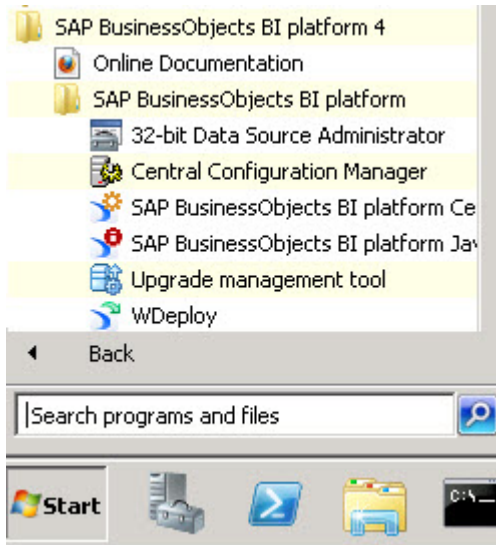 SAP BusinessObjects BI platform 4
Online Documentation
SAP BusinessObjects BI platform
32-bit Data Source Administrator
Central Configuration Manager
SAP BusinessObjects BI platform Ce
SAP BusinessObjects BI platform Jav
Upgrade management tool
WDeploy
Back
Search programs and files
Start
C:\